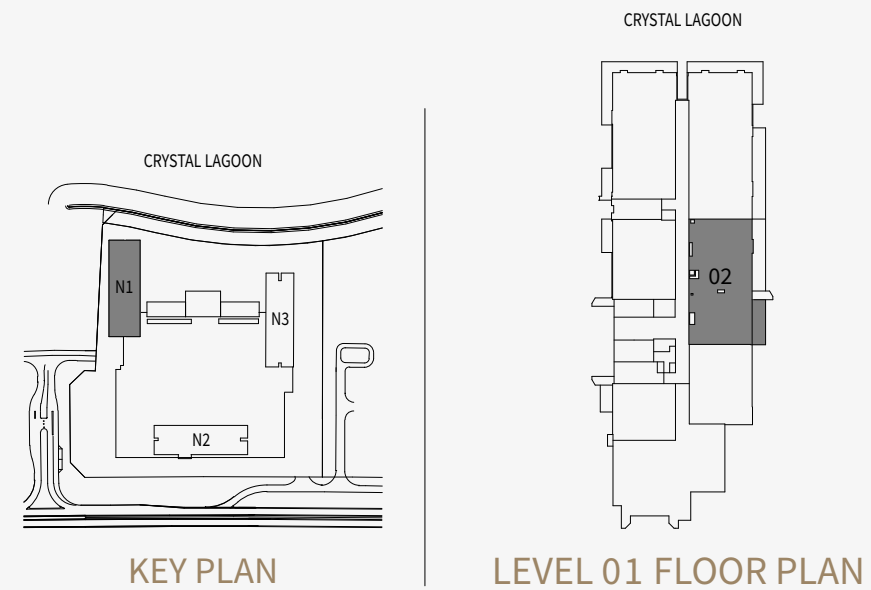 CRYSTAL LAGOON
N1
N3
N2
KEY PLAN
CRYSTAL LAGOON
02
LEVEL 01 FLOOR PLAN